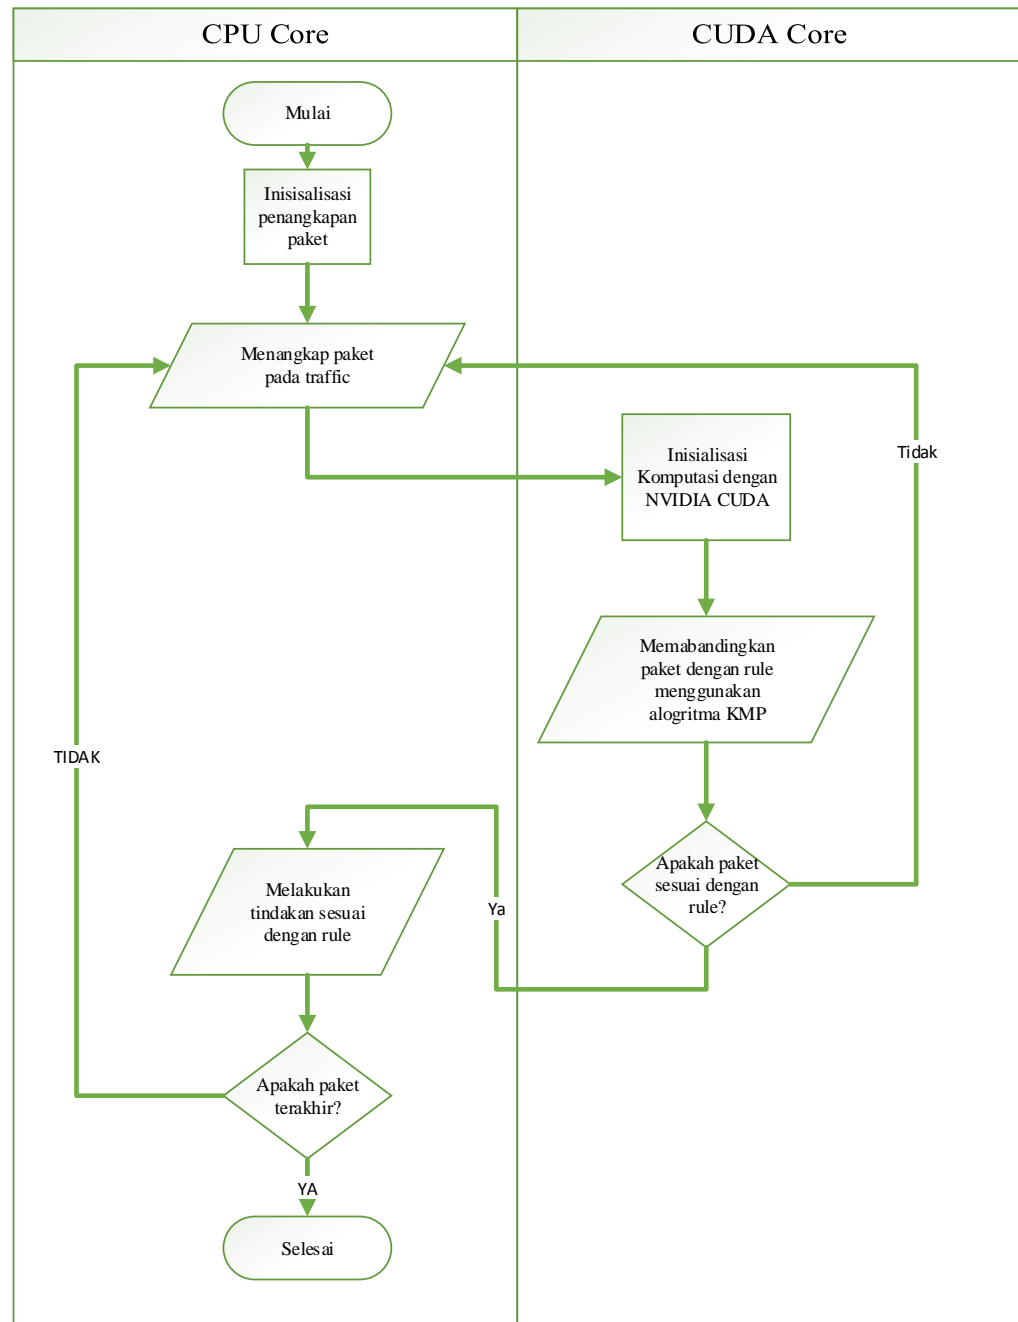 CPU Core
CUDA Core
Mulai
Inisisalisasi
penangkapan
paket
Menangkap paket
pada traffic
Inisialisasi
Komputasi dengan
NVIDIA CUDA
Tidak
Memabandingkan
paket dengan rule
menggunakan
alogritma KMP
TIDAK
Apakah paket
sesuai dengan
rule?
Ya
Melakukan
tindakan sesuai
dengan rule
Apakah paket
terakhir?
YA
Selesai